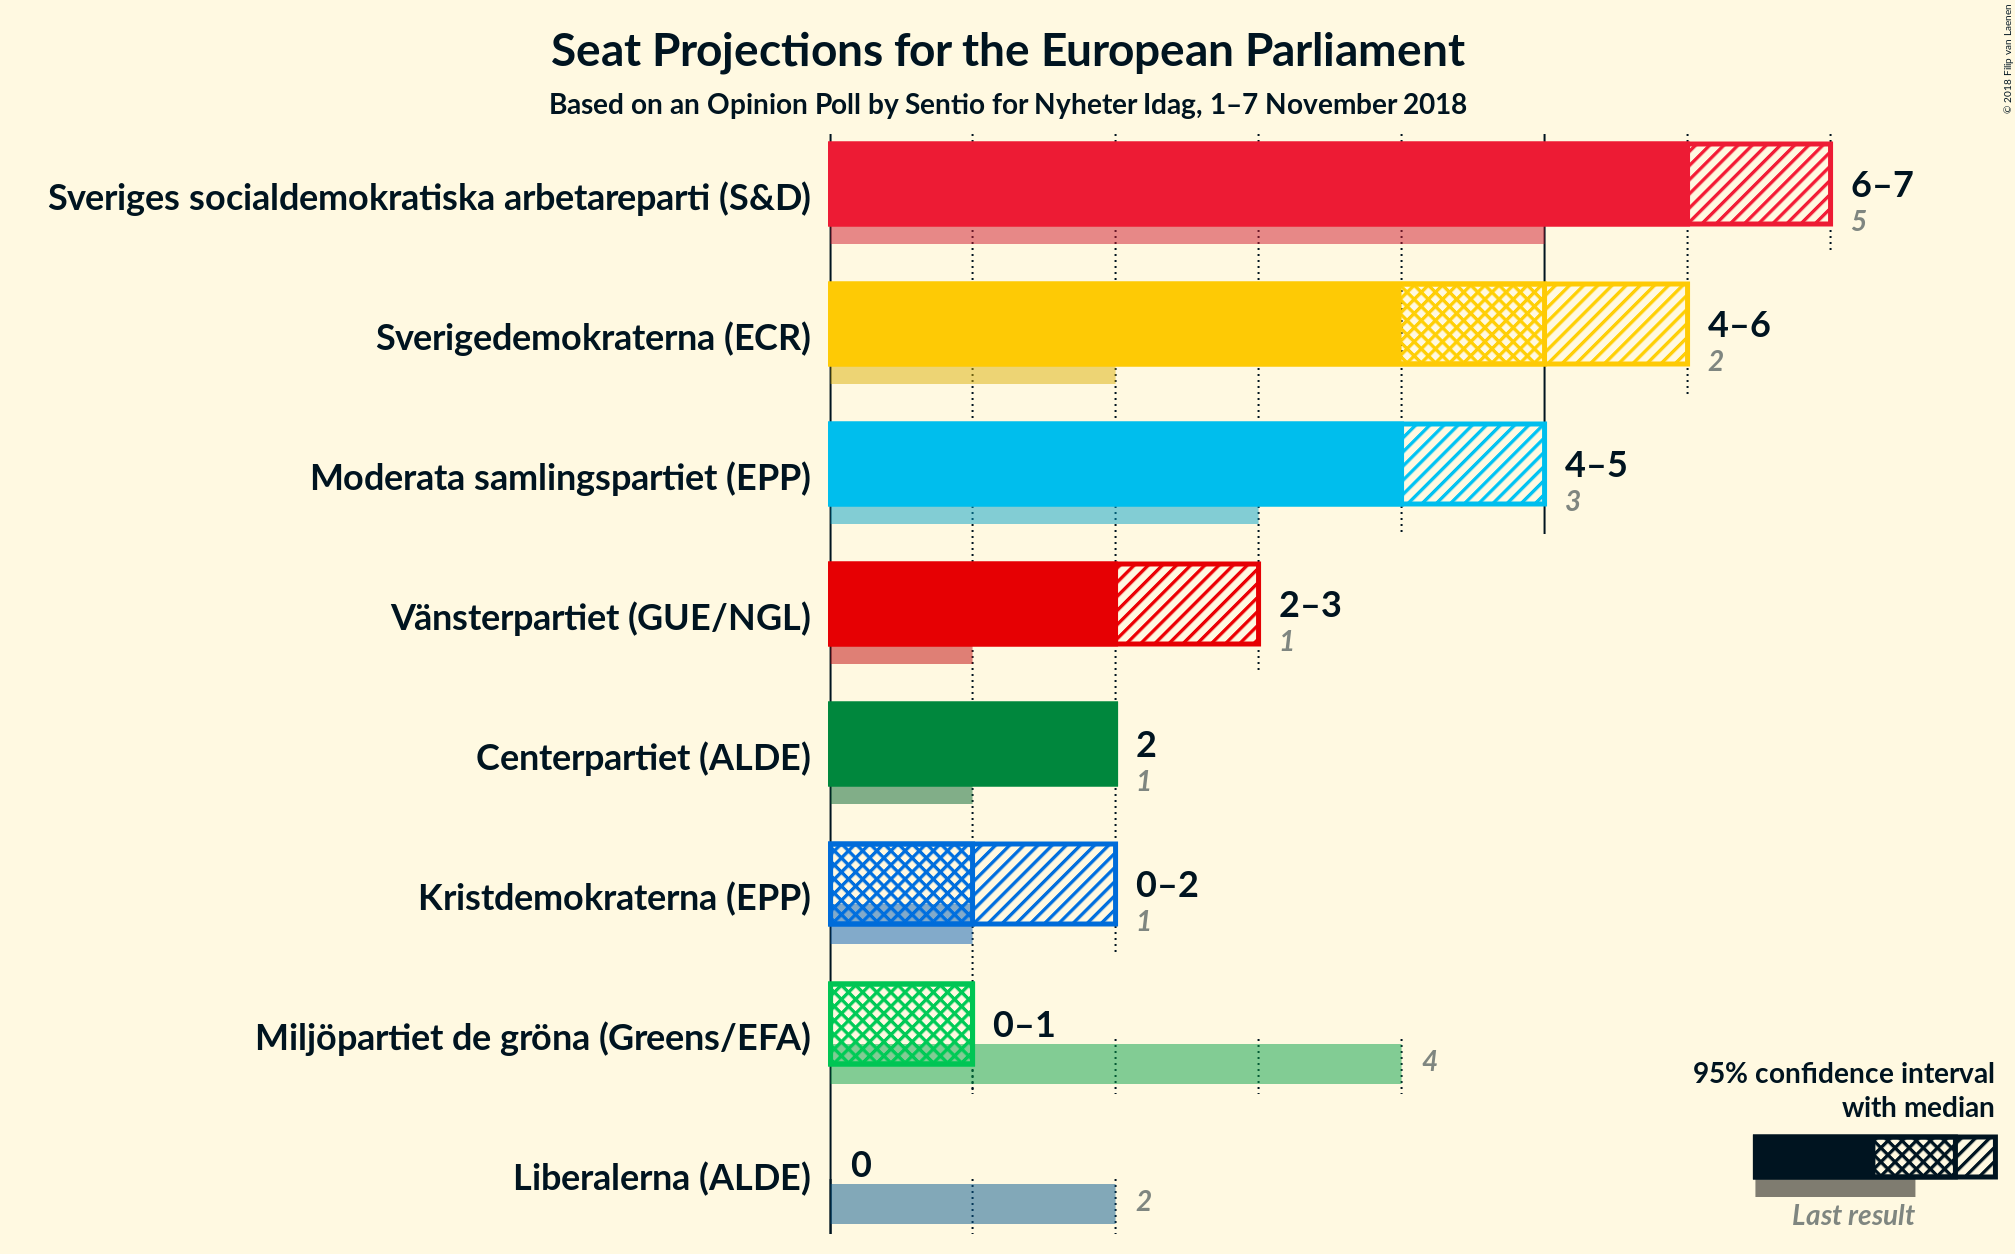 Seat Projections for the European Parliament
Based on an Opinion Poll by Sentio for Nyheter Idag, 1–7 November 2018
© 2018 Filip van Laenen
Sveriges socialdemokratiska arbetareparti (S&D)
6–7
5
Sverigedemokraterna (ECR)
4–6
2
Moderata samlingspartiet (EPP)
4–5
3
Vänsterpartiet (GUE/NGL)
2–3
1
Centerpartiet (ALDE)
2
1
Kristdemokraterna (EPP)
0–2
1
Miljöpartiet de gröna (Greens/EFA)
0–1
4
Liberalerna (ALDE)
0
2
95% confidence interval
with median
Last result